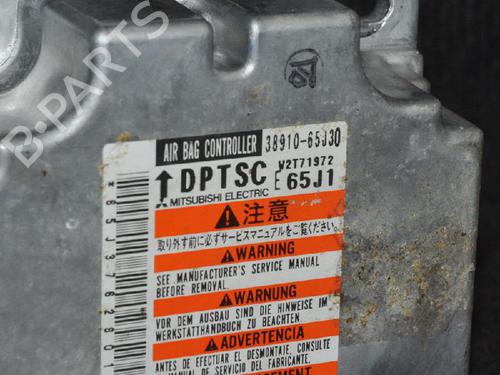 B-PARTS
AIR BAG CONTROLLER 38910-65J30
DPTSC W2T71972
E 65J1
MITSUBISHI ELECTRIC
注意
取り外す前に必ずサービスマニュアルをご覧ください。
WARNING
SEE MANUFACTURER'S SERVICE MANUAL
BEFORE REMOVAL.
WARNUNG
VOR DEM AUSBAU SIND DIE HINWEISE IM
WERKSTATTHANDBUCH ZU BEACHTEN.
ADVERTENCIA
ANTES DE EFECTUAR EL DESMONTAJE, CONSULTE
MANUAL DE SERVICIO DEL FABRICANTE.